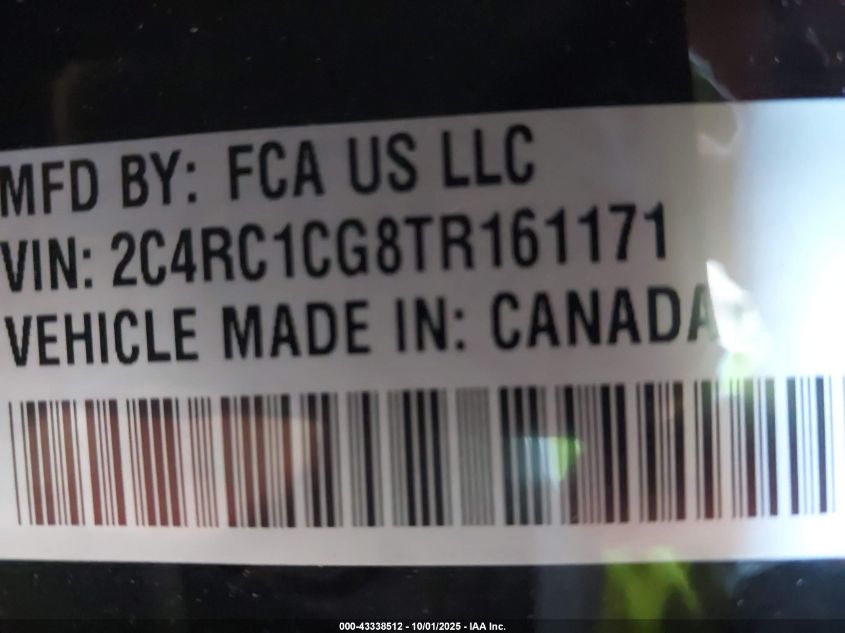 MFD BY: FCA US LLC
VIN: 2C4RC1CG8TR161171
VEHICLE MADE IN: CANADA
000-43338512 - 10/01/2025 - IAA Inc.